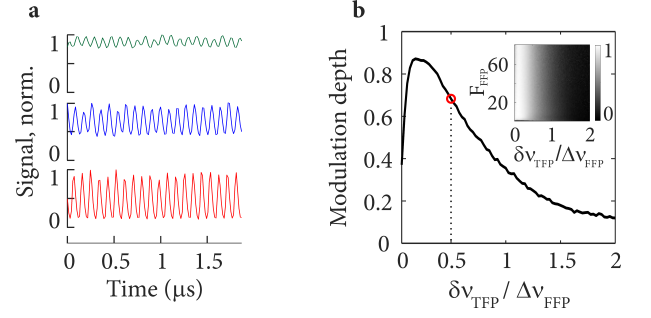 a
1
0
1
0
1
0
Signal, norm.
0 0.5 1 1.5
Time (μs)
b
1
0.8
0.6
0.4
0.2
0
Modulation depth
0 0.5 1 1.5 2
δν_TFP / Δν_FFP
80
20
F_FFP
0 1 2
δν_TFP/Δν_FFP
1
0